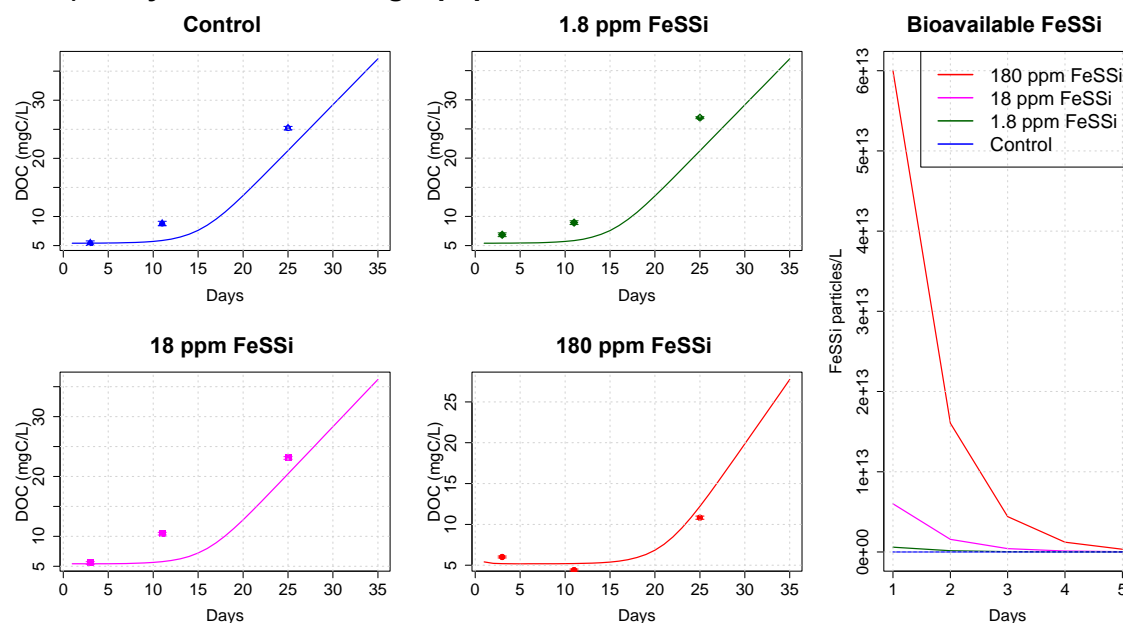 Control
1.8 ppm FeSSi
Bioavailable FeSSi
DOC (mgC/L)
5 10 20 30
0 5 10 15 20 25 30 35
Days
DOC (mgC/L)
5 10 20 30
0 5 10 15 20 25 30 35
Days
18 ppm FeSSi
180 ppm FeSSi
DOC (mgC/L)
5 10 20 30
0 5 10 15 20 25 30 35
Days
DOC (mgC/L)
5 10 15 20 25
0 5 10 15 20 25 30 35
Days
180 ppm FeSSi
18 ppm FeSSi
1.8 ppm FeSSi
Control
FeSSi particles/L
0e+00 1e+13 2e+13 3e+13 4e+13 5e+13 6e+13
1 2 3 4 5
Days